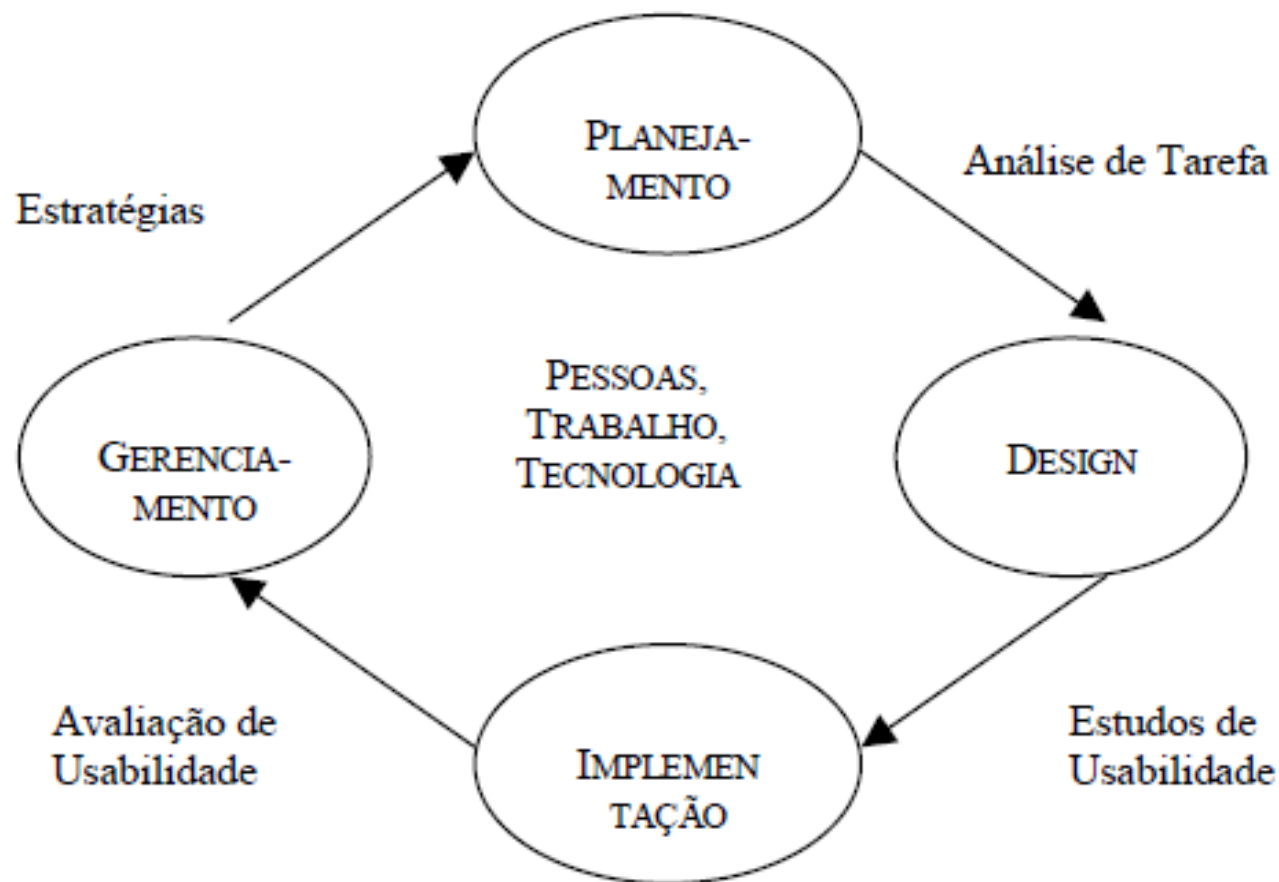 PLANEJA-
MENTO
Análise de Tarefa
Estratégias
PESSOAS,
TRABALHO,
TECNOLOGIA
GERENCIA-
MENTO
DESIGN
Avaliação de
Usabilidade
Estudos de
Usabilidade
IMPLEMEN
TAÇÃO